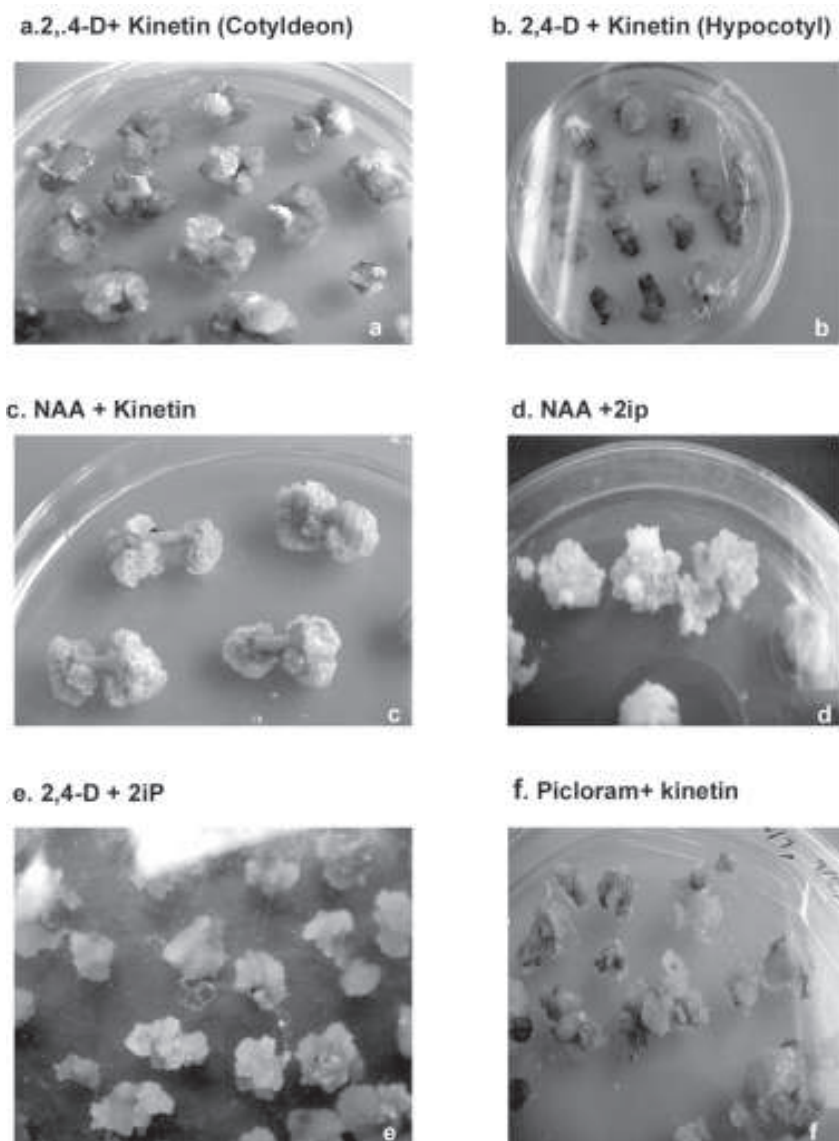 a.2,.4-D+ Kinetin (Cotyldeon)
b. 2,4-D + Kinetin (Hypocotyl)
a
b
c. NAA + Kinetin
d. NAA +2ip
c
d
e. 2,4-D + 2iP
f. Picloram+ kinetin
e
f